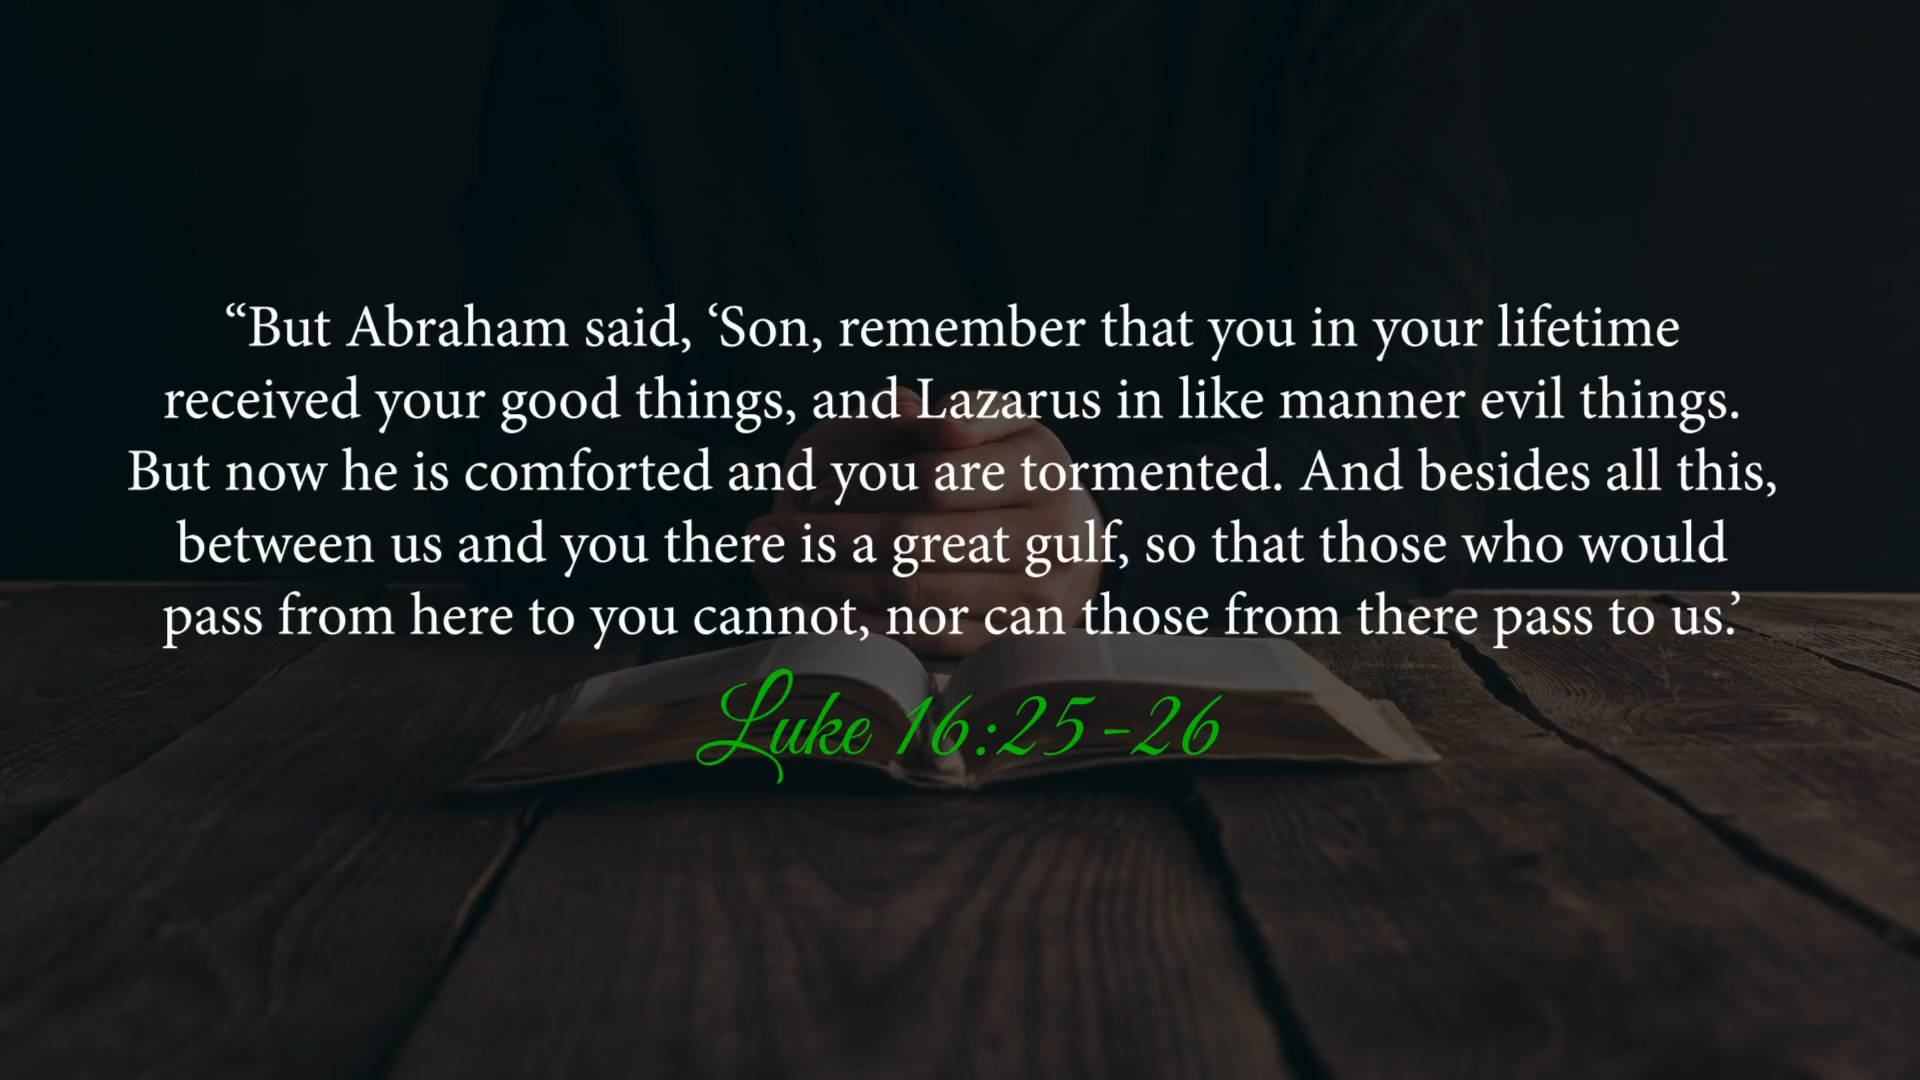 “But Abraham said, ‘Son, remember that you in your lifetime
received your good things, and Lazarus in like manner evil things.
But now he is comforted and you are tormented. And besides all this,
between us and you there is a great gulf, so that those who would
pass from here to you cannot, nor can those from there pass to us.’
Luke 16:25-26